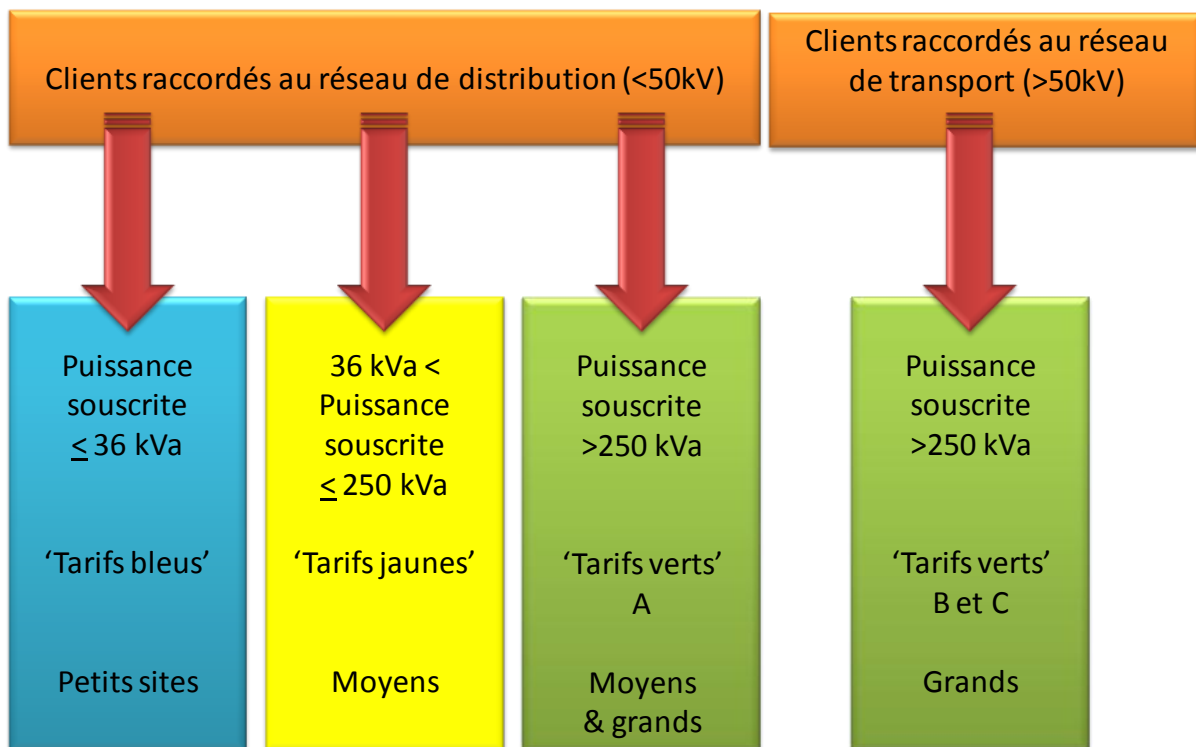 Clients raccordés au réseau de distribution (<50kV)
Clients raccordés au réseau
de transport (>50kV)
Puissance
souscrite
≤ 36 kVa
‘Tarifs bleus’
Petits sites
36 kVa <
Puissance
souscrite
≤ 250 kVa
‘Tarifs jaunes’
Moyens
Puissance
souscrite
>250 kVa
‘Tarifs verts’
A
Moyens
& grands
Puissance
souscrite
>250 kVa
‘Tarifs verts’
B et C
Grands